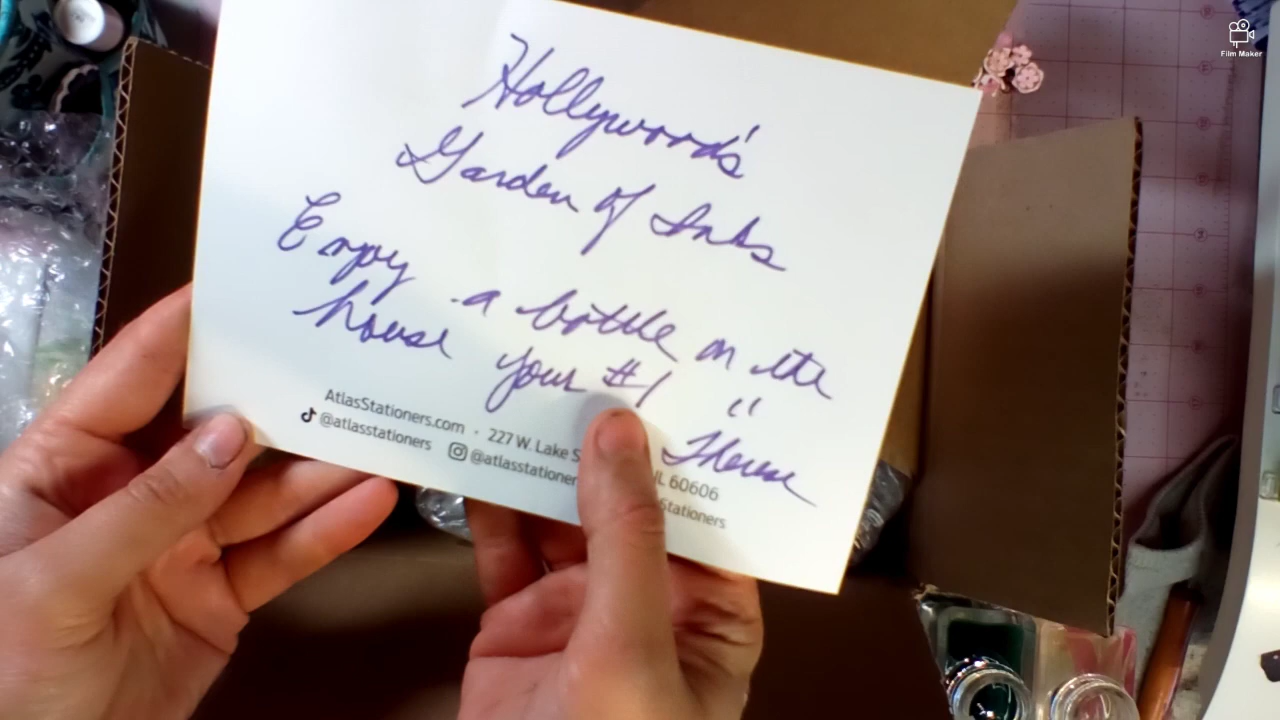 Hollywood's
Garden of Inks
Enjoy a bottle on the
house your #1
Therese
AtlasStationers.com · 227 W. Lake S IL 60606
@atlasstationers @atlasstationer Stationers
Film Maker